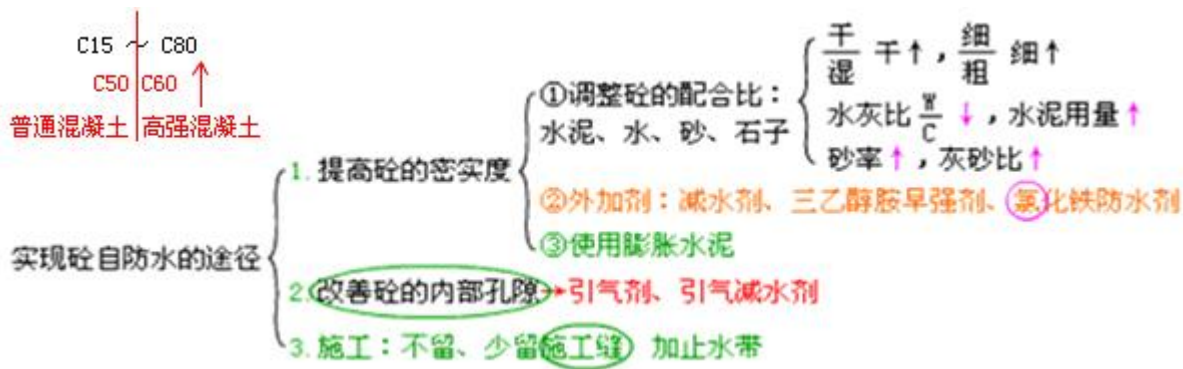 C15 ~ C80
C50 C60 ↑
普通混凝土 高强混凝土
实现砼自防水的途径
1.提高砼的密实度
①调整砼的配合比：
水泥、水、砂、石子
干/湿 干↑，细/粗 细↑
水灰比 W/C ↓，水泥用量↑
砂率↑，灰砂比↑
②外加剂：减水剂、三乙醇胺早强剂、氯化铁防水剂
③使用膨胀水泥
2.改善砼的内部孔隙→引气剂、引气减水剂
3.施工：不留、少留施工缝 加止水带